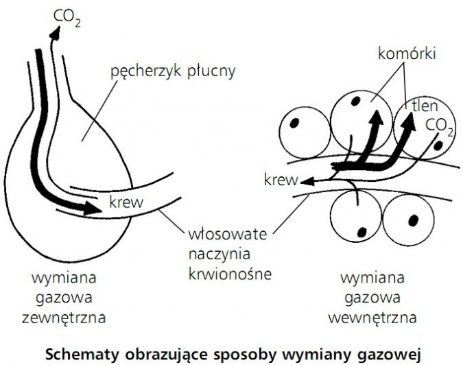 CO₂
pęcherzyk płucny
krew
włosowate
naczynia
krwionośne
wymiana
gazowa
zewnętrzna
komórki
tlen
CO₂
krew
wymiana
gazowa
wewnętrzna
Schematy obrazujące sposoby wymiany gazowej